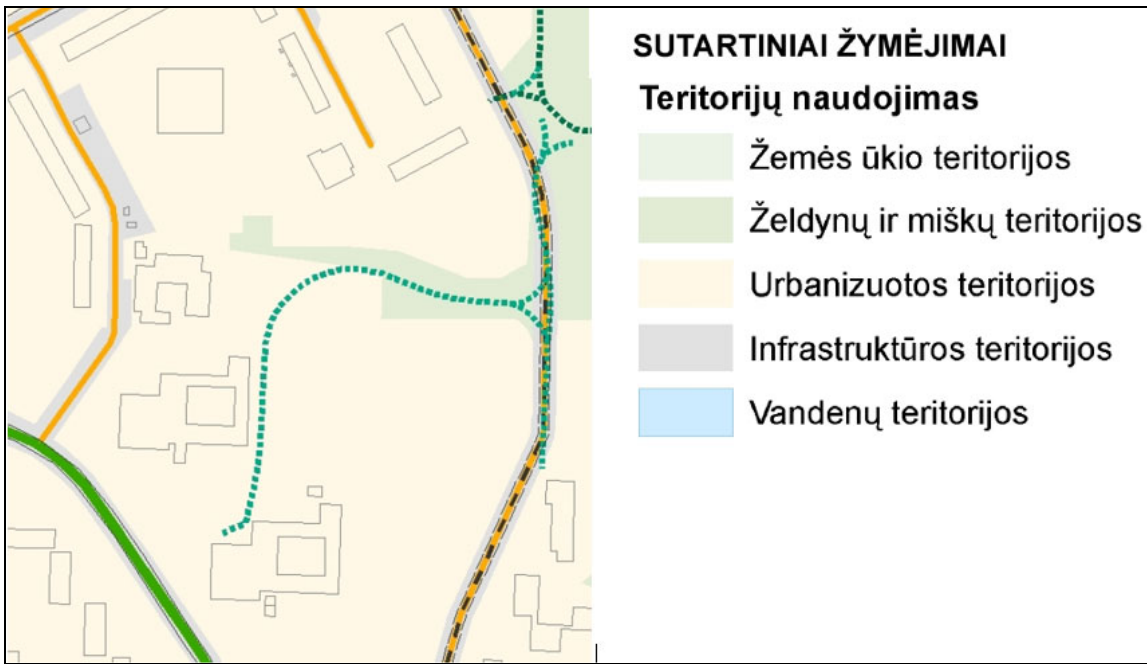 SUTARTINIAI ŽYMĖJIMAI
Teritorijų naudojimas
Žemės ūkio teritorijos
Želdynų ir miškų teritorijos
Urbanizuotos teritorijos
Infrastruktūros teritorijos
Vandenų teritorijos